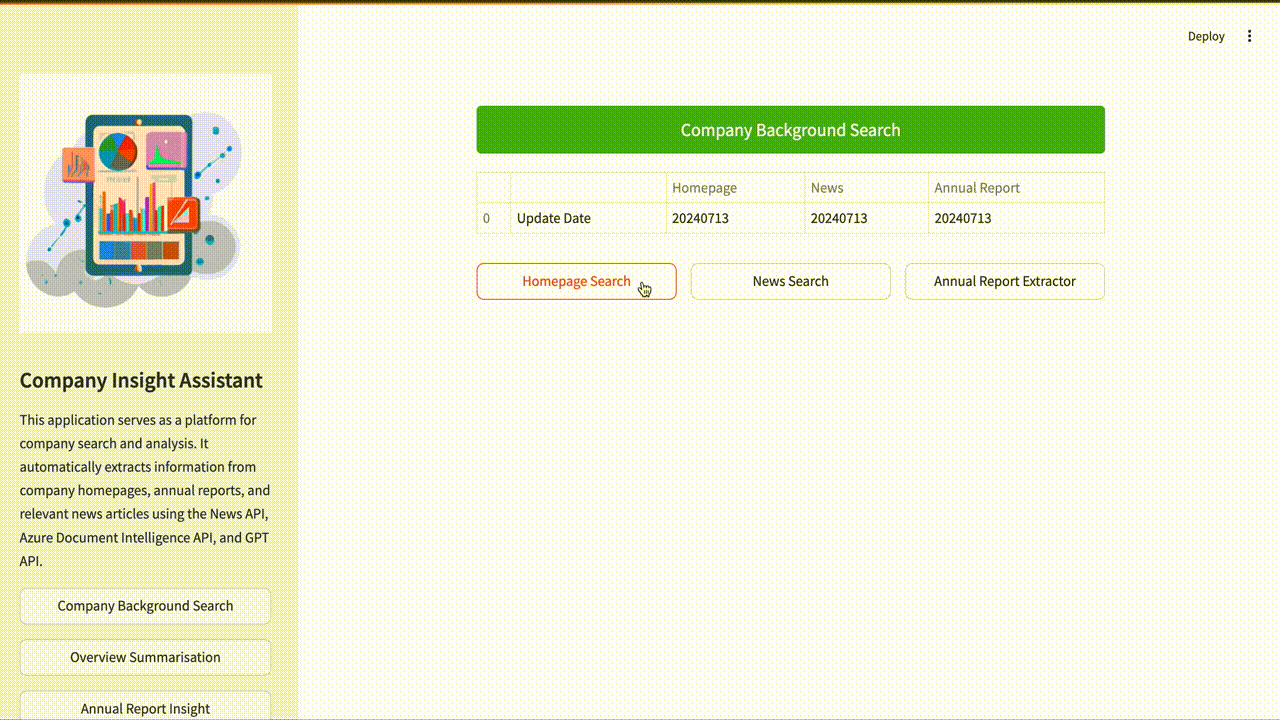 Deploy
Company Background Search
Homepage News Annual Report
0 Update Date 20240713 20240713 20240713
Homepage Search News Search Annual Report Extractor
Company Insight Assistant
This application serves as a platform for
company search and analysis. It
automatically extracts information from
company homepages, annual reports, and
relevant news articles using the News API,
Azure Document Intelligence API, and GPT
API.
Company Background Search
Overview Summarisation
Annual Report Insight